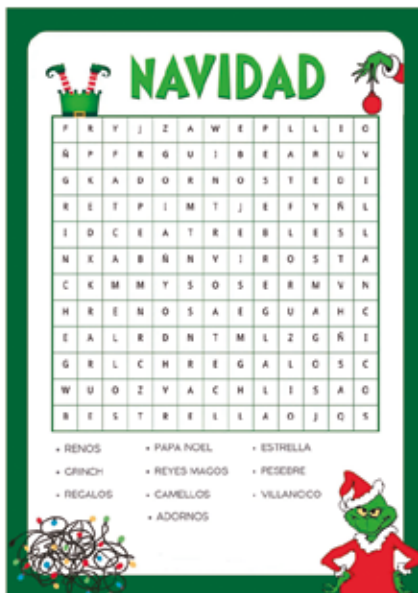 NAVIDAD
F R Y J Z A W E P L L E O
Ñ P F R G U I B E A R U V
G K A D O R N O S T E D I
R E T P I M T J E F Y Ñ L
I D C E A T R E B L E S L
N K A B Ñ N V I R O S T A
C K M M Y S O S E R M V N
H R E N O S A E G U A H C
E A L R D N T M L Z G Ñ I
G R L C H R E G A L O S C
W U O Z V A C H L I S A O
B E S T R E L L A O J O S
• RENOS • PAPA NOEL • ESTRELLA
• GRINCH • REYES MAGOS • PESEBRE
• REGALOS • CAMELLOS • VILLANCICO
• ADORNOS